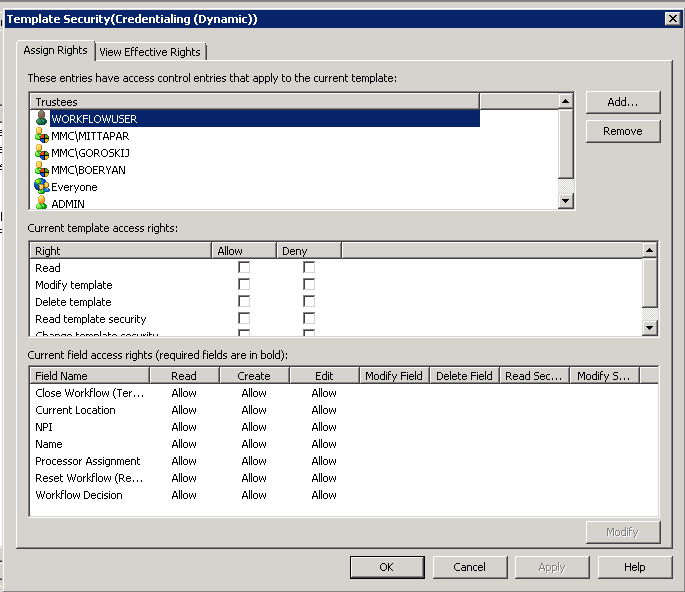 Template Security(Credentialing (Dynamic))
Assign Rights View Effective Rights
These entries have access control entries that apply to the current template:
Trustees
Add...
WORKFLOWUSER
Remove
MMC\MITTAPAR
MMC\GOROSKIJ
MMC\BOERYAN
Everyone
ADMIN
Current template access rights:
Right Allow Deny
Read
Modify template
Delete template
Read template security
Change template security
Current field access rights (required fields are in bold):
Field Name Read Create Edit Modify Field Delete Field Read Sec... Modify S...
Close Workflow (Ter... Allow Allow Allow
Current Location Allow Allow Allow
NPI Allow Allow Allow
Name Allow Allow Allow
Processor Assignment Allow Allow Allow
Reset Workflow (Re... Allow Allow Allow
Workflow Decision Allow Allow Allow
Modify
OK Cancel Apply Help